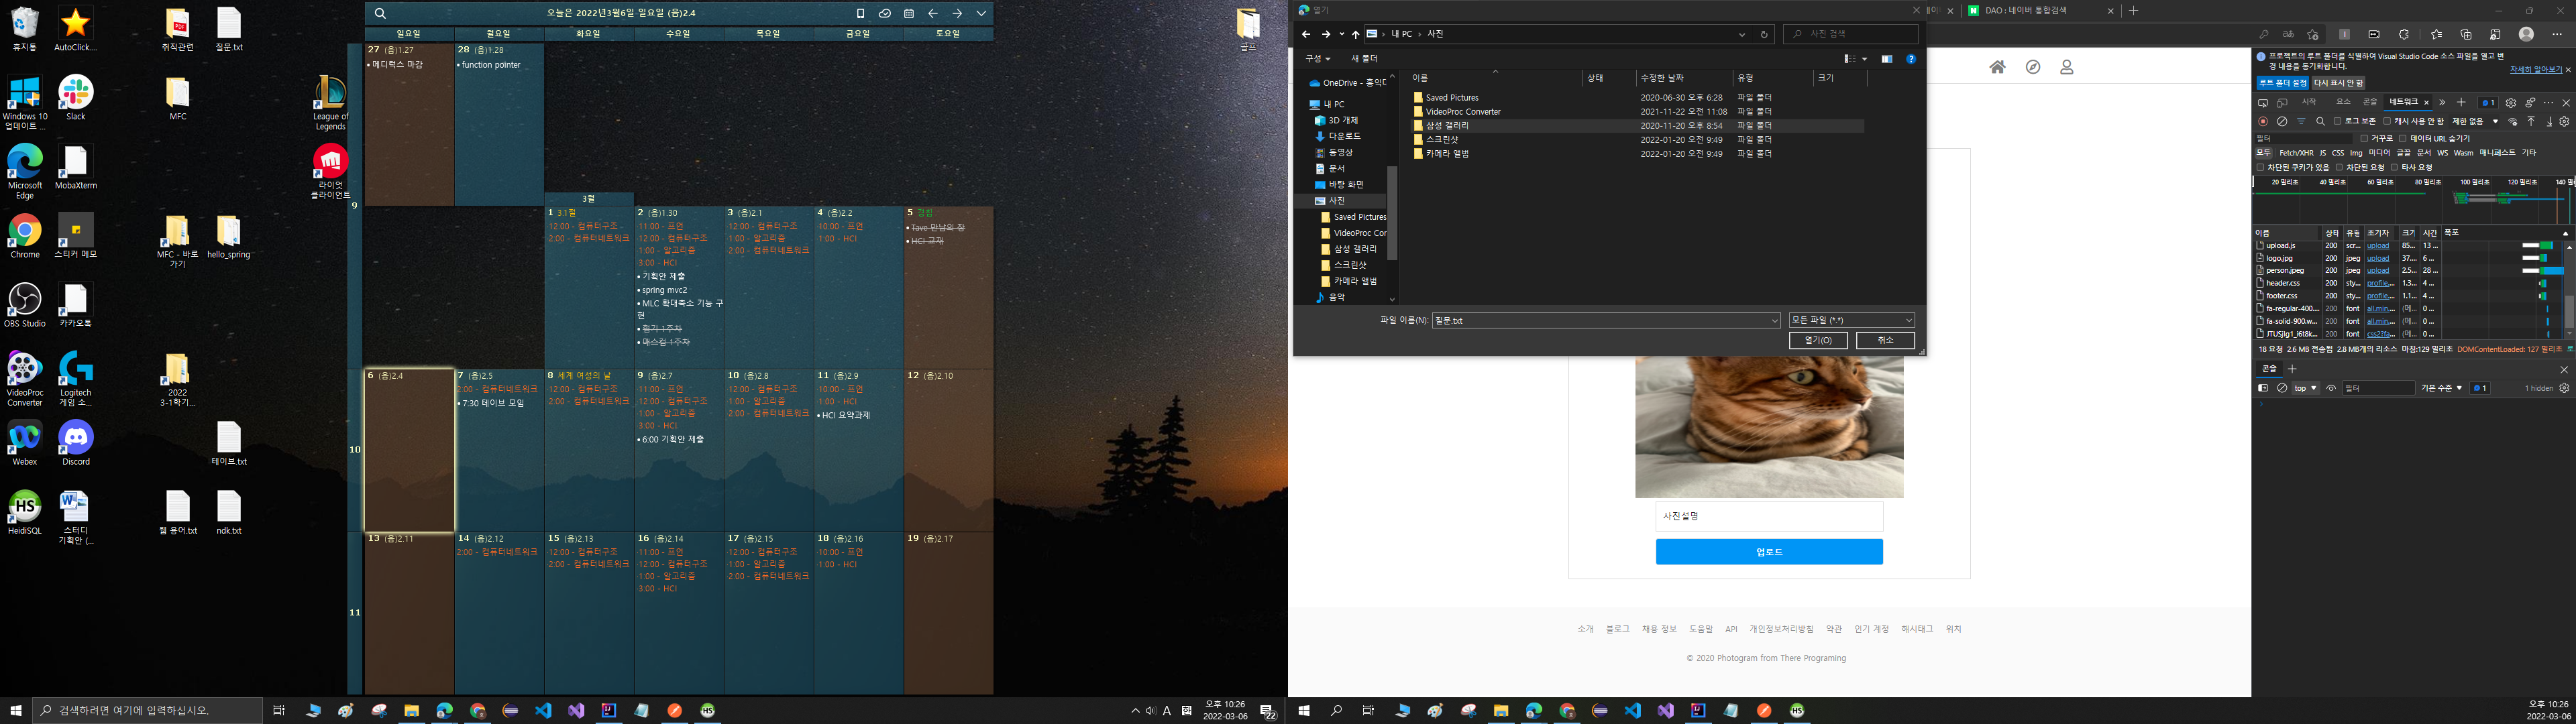 휴지통
AutoClick....
취직관련
질문.txt
Windows 10
업데이트 ...
Slack
MFC
League of
Legends
Microsoft
Edge
MobaXterm
라이엇
클라이언트
Chrome
스티커 메모
MFC - 바로
가기
hello_spring
OBS Studio
카카오톡
VideoProc
Converter
Logitech
게임 소...
2022
3-1학기...
Webex
Discord
테이브.txt
HeidiSQL
스터디
기획안 (...
웹 용어.txt
ndk.txt
골프
오늘은 2022년3월6일 일요일 (음)2.4
일요일 월요일 화요일 수요일 목요일 금요일 토요일
9
27 (음)1.27
• 메디럭스 마감
28 (음)1.28
• function pointer
3월
1 3.1절
12:00 - 컴퓨터구조 -
2:00 - 컴퓨터네트워크
2 (음)1.30
11:00 - 프언
12:00 - 컴퓨터구조
1:00 - 알고리즘
3:00 - HCI
• 기획안 제출
• spring mvc2
• MLC 확대축소 기능 구
현
• 매스컴 1주차
3 (음)2.1
12:00 - 컴퓨터구조
1:00 - 알고리즘
2:00 - 컴퓨터네트워크
4 (음)2.2
10:00 - 프언
1:00 - HCI
5 경칩
• Tave 만남의 장
• HCI 교재
10
6 (음)2.4
7 (음)2.5
2:00 - 컴퓨터네트워크
• 7:30 테이브 모임
8 세계 여성의 날
12:00 - 컴퓨터구조
2:00 - 컴퓨터네트워크
9 (음)2.7
11:00 - 프언
12:00 - 컴퓨터구조
1:00 - 알고리즘
3:00 - HCI
• 6:00 기획안 제출
10 (음)2.8
12:00 - 컴퓨터구조
1:00 - 알고리즘
2:00 - 컴퓨터네트워크
11 (음)2.9
10:00 - 프언
1:00 - HCI
• HCI 요약과제
12 (음)2.10
11
13 (음)2.11
14 (음)2.12
2:00 - 컴퓨터네트워크
15 (음)2.13
12:00 - 컴퓨터구조
2:00 - 컴퓨터네트워크
16 (음)2.14
11:00 - 프언
12:00 - 컴퓨터구조
1:00 - 알고리즘
3:00 - HCI
17 (음)2.15
12:00 - 컴퓨터구조
1:00 - 알고리즘
2:00 - 컴퓨터네트워크
18 (음)2.16
10:00 - 프언
1:00 - HCI
19 (음)2.17
검색하려면 여기에 입력하십시오.
A
오후 10:26
2022-03-06
22
열기
내 PC › 사진
사진 검색
구성 새 폴더
이름 상태 수정한 날짜 유형 크기
OneDrive - 홍익대
내 PC
3D 개체
다운로드
동영상
문서
바탕 화면
사진
Saved Pictures
VideoProc Con
삼성 갤러리
스크린샷
카메라 앨범
음악
Saved Pictures 2020-06-30 오후 6:28 파일 폴더
VideoProc Converter 2021-11-22 오전 11:08 파일 폴더
삼성 갤러리 2020-11-20 오후 8:54 파일 폴더
스크린샷 2022-01-20 오전 9:49 파일 폴더
카메라 앨범 2022-01-20 오전 9:49 파일 폴더
파일 이름(N): 질문.txt 모든 파일 (*.*)
열기(O) 취소
DAO : 네이버 통합검색
사진설명
업로드
소개 블로그 채용 정보 도움말 API 개인정보처리방침 약관 인기 계정 해시태그 위치
© 2020 Photogram from There Programing
프로젝트의 루트 폴더를 식별하여 Visual Studio Code 소스 파일을 열고 변
경 내용을 동기화합니다.
자세히 알아보기
루트 폴더 설정 다시 표시 안 함
시작 요소 콘솔 네트워크 1
로그 보존 캐시 사용 안 함 제한 없음
필터 거꾸로 데이터 URL 숨기기
모두 Fetch/XHR JS CSS Img 미디어 글꼴 문서 WS Wasm 매니페스트 기타
차단된 쿠키가 있음 차단된 요청 타사 요청
20 밀리초 40 밀리초 60 밀리초 80 밀리초 100 밀리초 120 밀리초 140 밀
이름 상태 유형 초기자 크기 시간 폭포
upload.js 200 scr... upload 85... 13 ...
logo.jpg 200 jpeg upload 37.... 6 ...
person.jpeg 200 jpeg upload 2.5... 28 ...
header.css 200 sty... profile... 1.3... 4 ...
footer.css 200 sty... profile... 1.1... 4 ...
fa-regular-400.... 200 font all.min... (메... 0 ...
fa-solid-900.w... 200 font all.min... (메... 0 ...
200 font css2?fa... (메... 0 ...
18 요청 2.6 MB 전송됨 2.8 MB개의 리소스 마침:129 밀리초 DOMContentLoaded: 127 밀리초 로
콘솔
top 필터 기본 수준 1 1 hidden
오후 10:26
2022-03-06